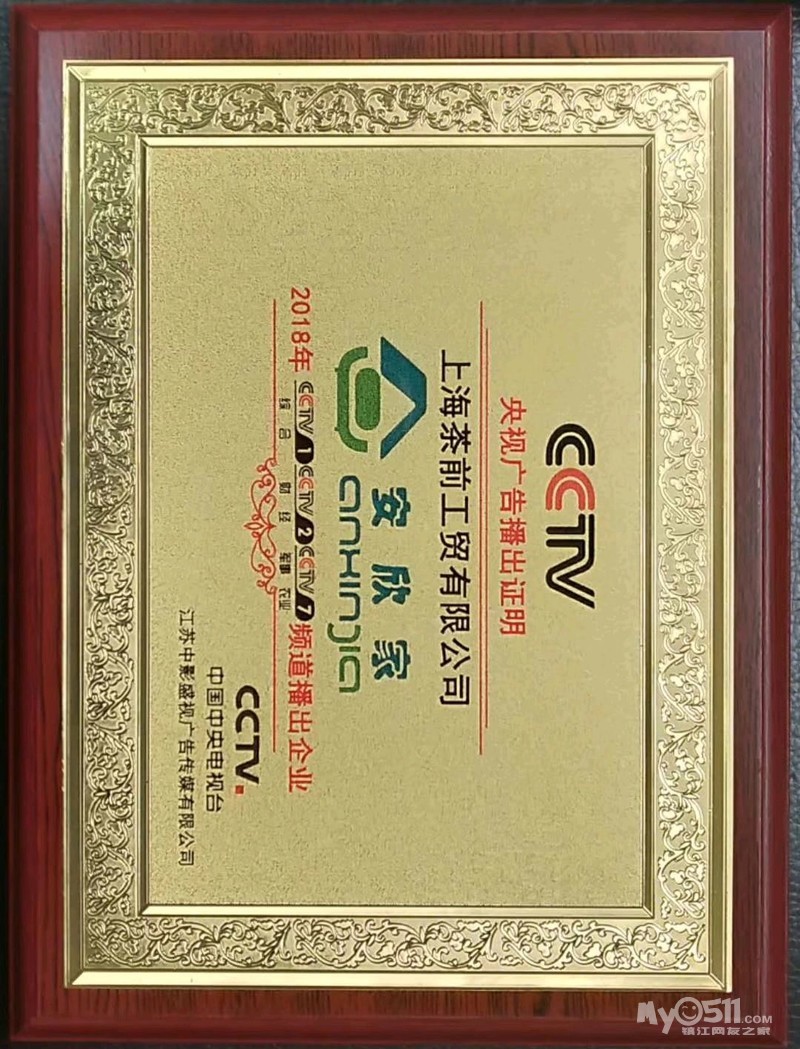 CCTV
央视广告播出证明
上海茶前工贸有限公司
安欣家
anxinjia
2018年 CCTV 1 CCTV 2 CCTV 7 频道播出企业
综合 财经 军事 农业
CCTV
中国中央电视台
江苏中影盛视广告传媒有限公司
My0511.COM
镇江网友之家